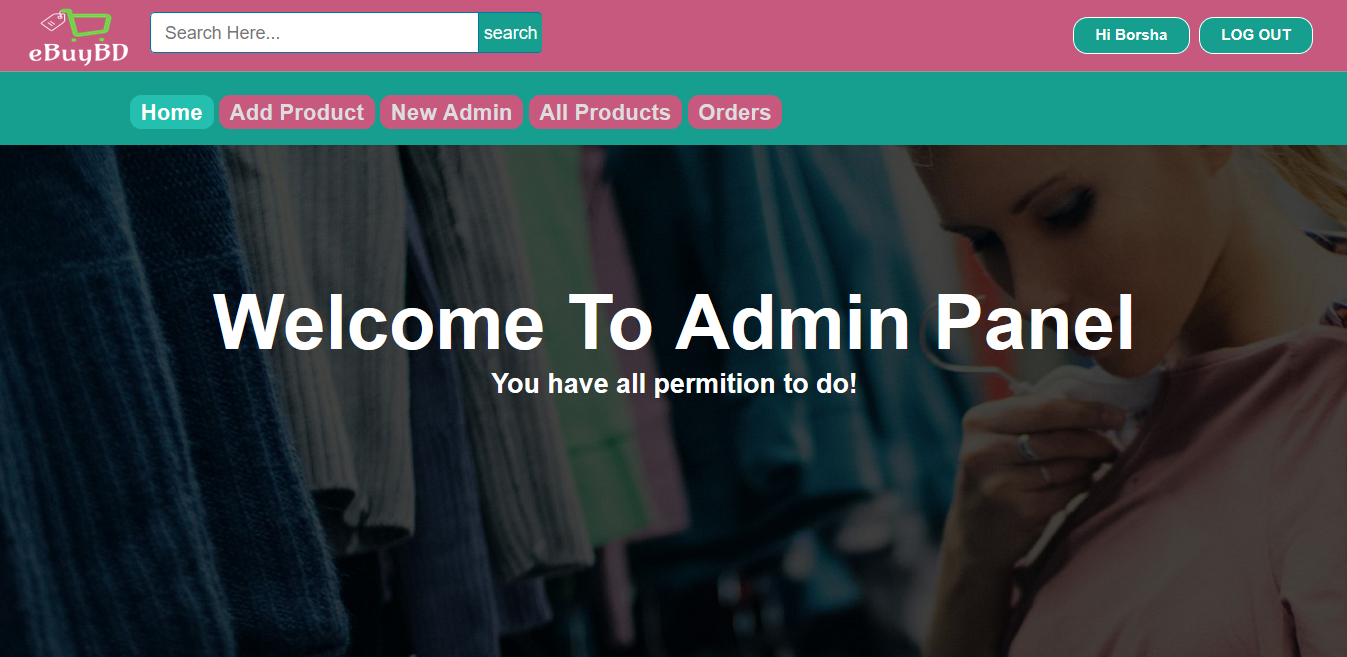 eBuyBD
Search Here...
search
Hi Borsha
LOG OUT
Home
Add Product
New Admin
All Products
Orders
Welcome To Admin Panel
You have all permition to do!